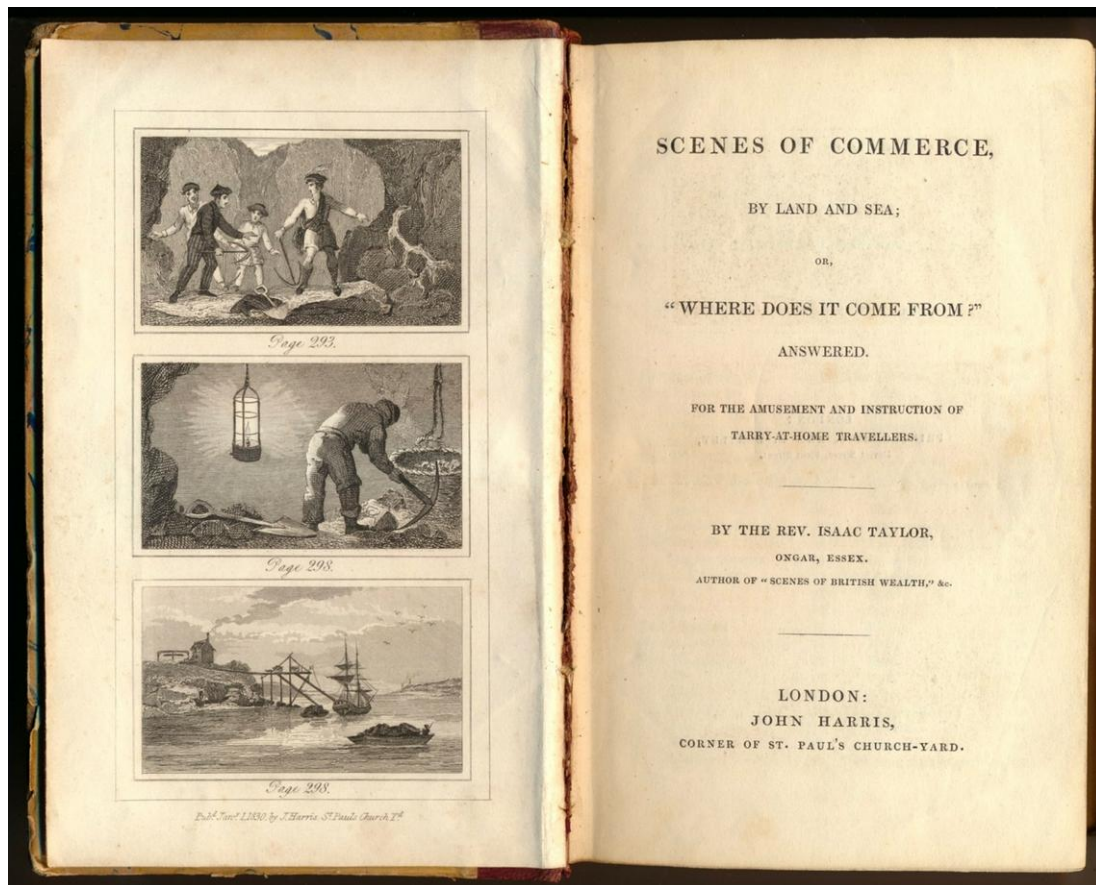 Page 293.
Page 298.
Page 298.
Pubd. Jany. 1, 1830, by J. Harris, St. Pauls Church Yd.
SCENES OF COMMERCE,
BY LAND AND SEA;
OR,
“WHERE DOES IT COME FROM?”
ANSWERED.
FOR THE AMUSEMENT AND INSTRUCTION OF
TARRY-AT-HOME TRAVELLERS.
BY THE REV. ISAAC TAYLOR,
ONGAR, ESSEX.
AUTHOR OF “SCENES OF BRITISH WEALTH,” &c.
LONDON:
JOHN HARRIS,
CORNER OF ST. PAUL'S CHURCH-YARD.